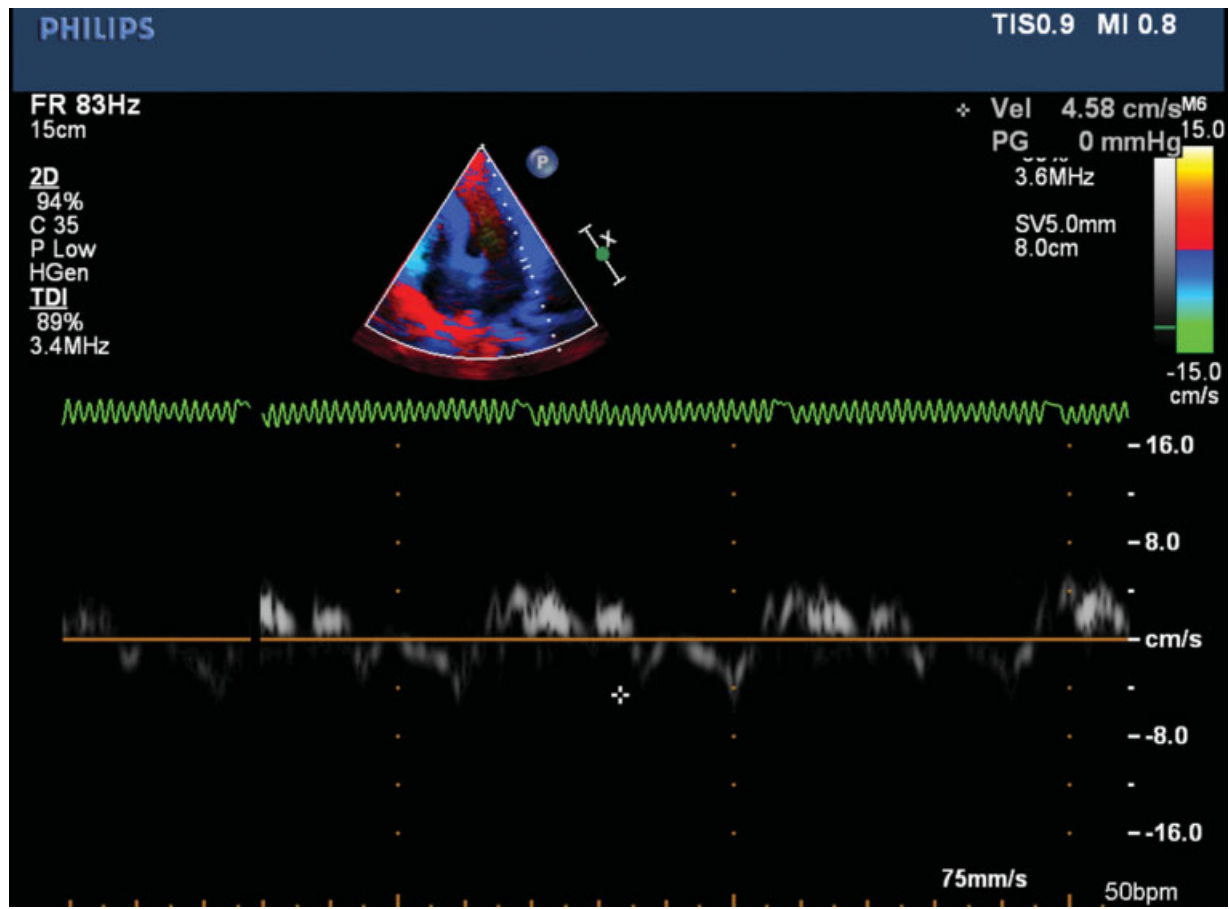 PHILIPS
TIS0.9 MI 0.8
FR 83Hz
15cm
2D
94%
C 35
P Low
HGen
TDI
89%
3.4MHz
P
Vel 4.58 cm/s
PG 0 mmHg
M6
15.0
3.6MHz
SV5.0mm
8.0cm
-15.0
cm/s
16.0
8.0
cm/s
-8.0
-16.0
75mm/s
50bpm